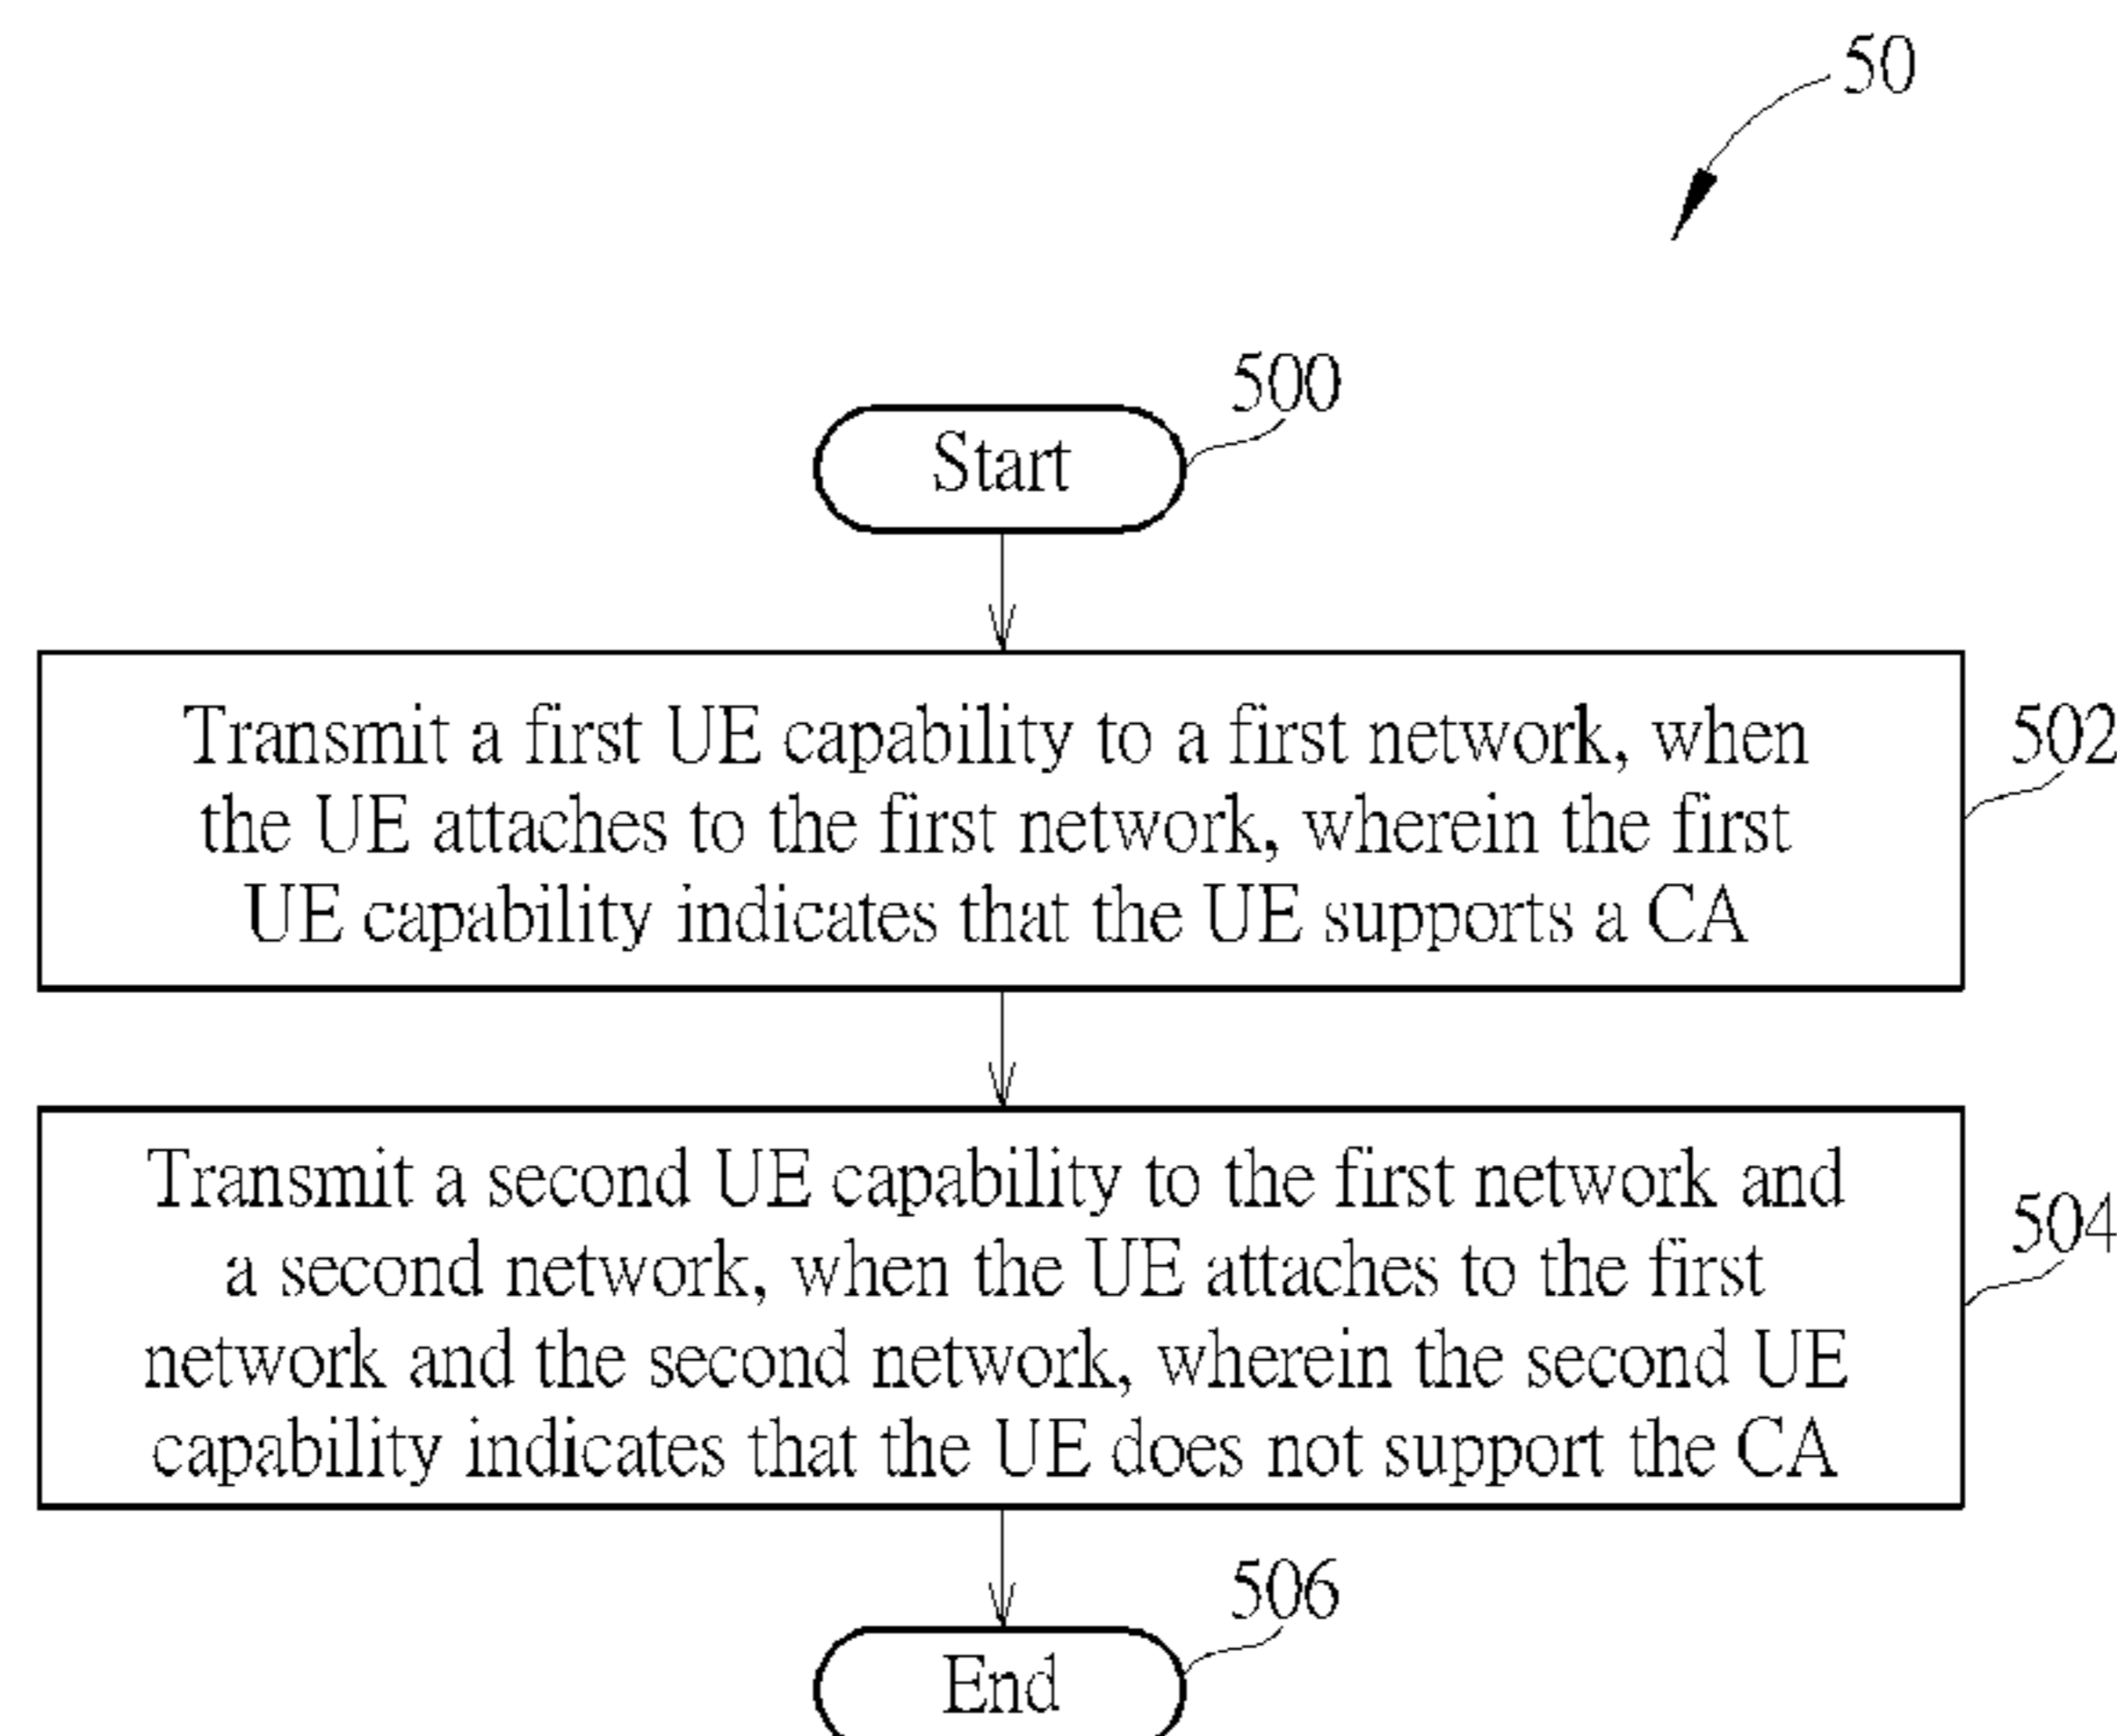 50
500
Start
Transmit a first UE capability to a first network, when
the UE attaches to the first network, wherein the first
UE capability indicates that the UE supports a CA
502
Transmit a second UE capability to the first network and
a second network, when the UE attaches to the first
network and the second network, wherein the second UE
capability indicates that the UE does not support the CA
504
506
End